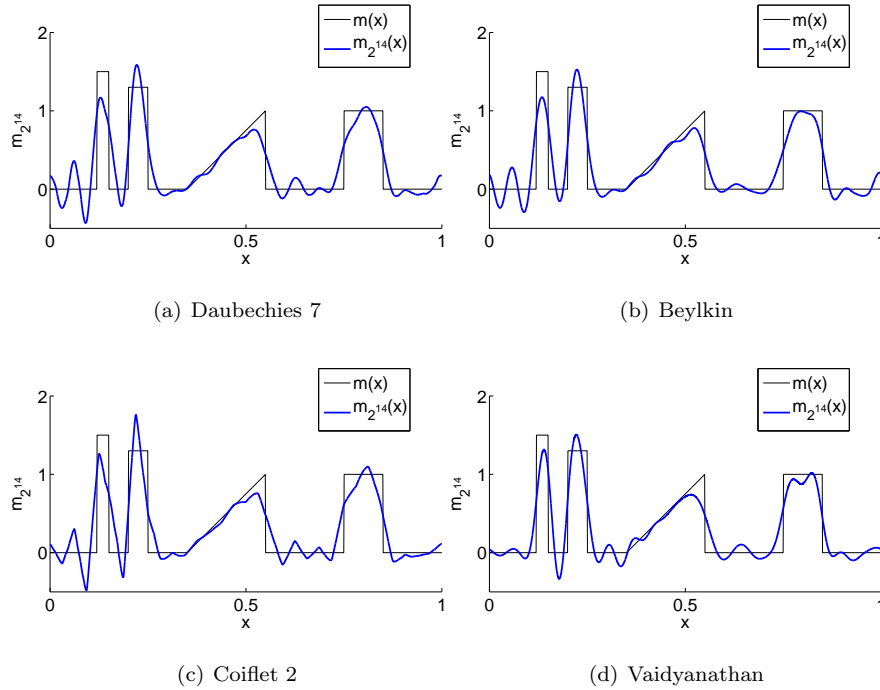 m(x)
m_{2^{14}}(x)
2
1
0
m_{2^{14}}
0
0.5
1
x
(a) Daubechies 7
m(x)
m_{2^{14}}(x)
2
1
0
m_{2^{14}}
0
0.5
1
x
(b) Beylkin
m(x)
m_{2^{14}}(x)
2
1
0
m_{2^{14}}
0
0.5
1
x
(c) Coiflet 2
m(x)
m_{2^{14}}(x)
2
1
0
m_{2^{14}}
0
0.5
1
x
(d) Vaidyanathan